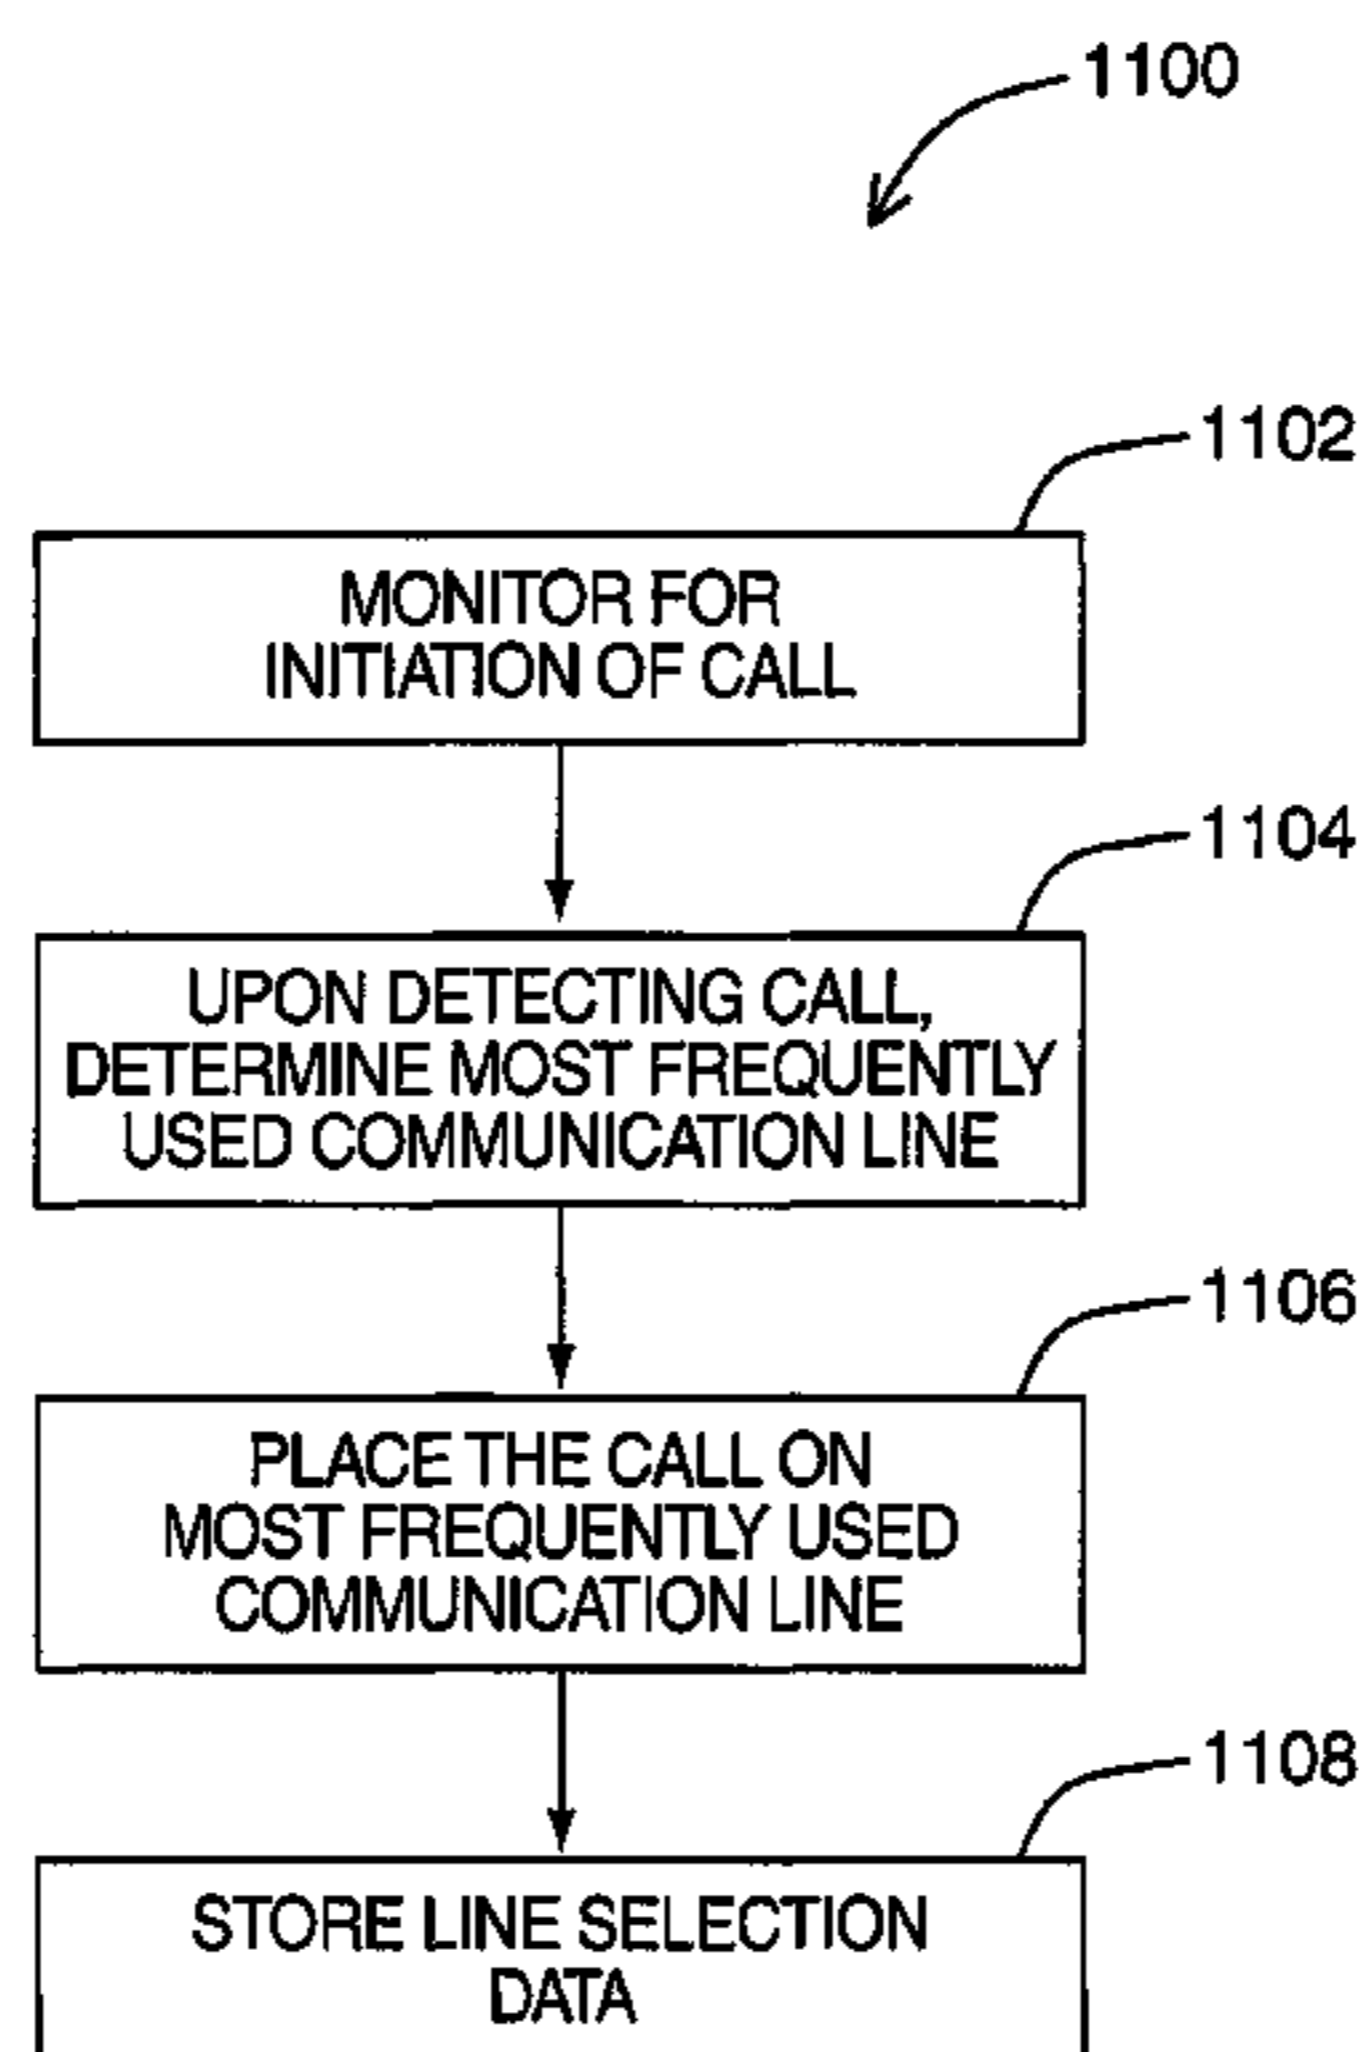 1100
1102
MONITOR FOR
INITIATION OF CALL
1104
UPON DETECTING CALL,
DETERMINE MOST FREQUENTLY
USED COMMUNICATION LINE
1106
PLACE THE CALL ON
MOST FREQUENTLY USED
COMMUNICATION LINE
1108
STORE LINE SELECTION
DATA